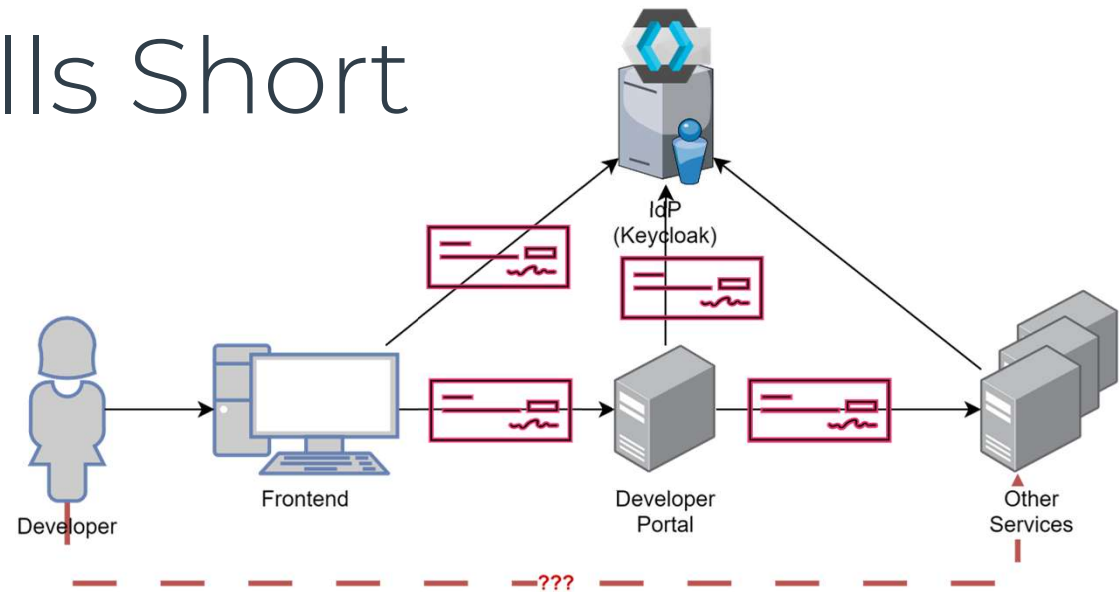 lls Short
IdP
(Keycloak)
Frontend
Developer
Developer
Portal
Other
Services
???